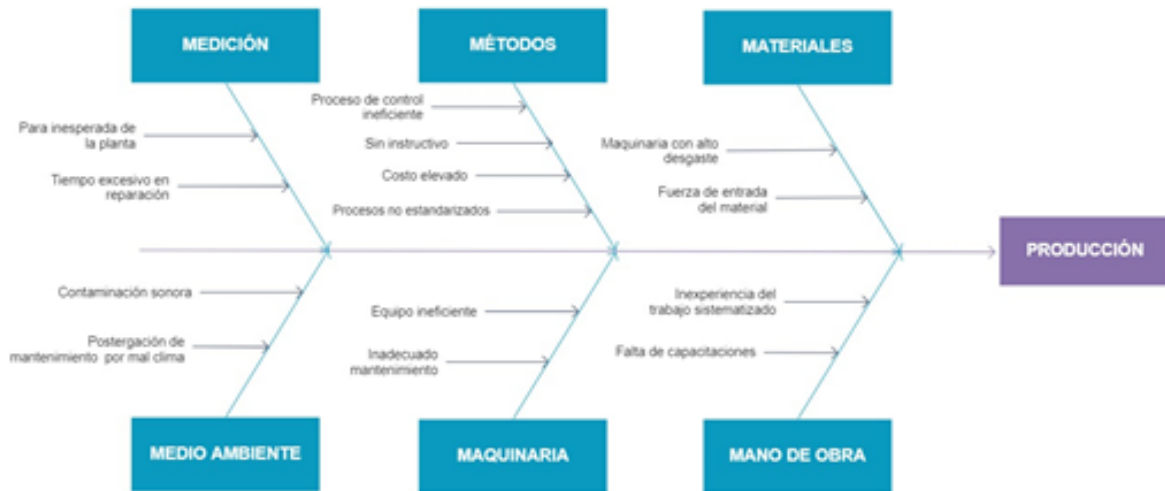 MEDICIÓN
MÉTODOS
MATERIALES
Para inesperada de
la planta
Tiempo excesivo en
reparación
Proceso de control
ineficiente
Sin instructivo
Costo elevado
Procesos no estandarizados
Maquinaria con alto
desgaste
Fuerza de entrada
del material
PRODUCCIÓN
Contaminación sonora
Postergación de
mantenimiento por mal clima
Equipo ineficiente
Inadecuado
mantenimiento
Inexperiencia del
trabajo sistematizado
Falta de capacitaciones
MEDIO AMBIENTE
MAQUINARIA
MANO DE OBRA